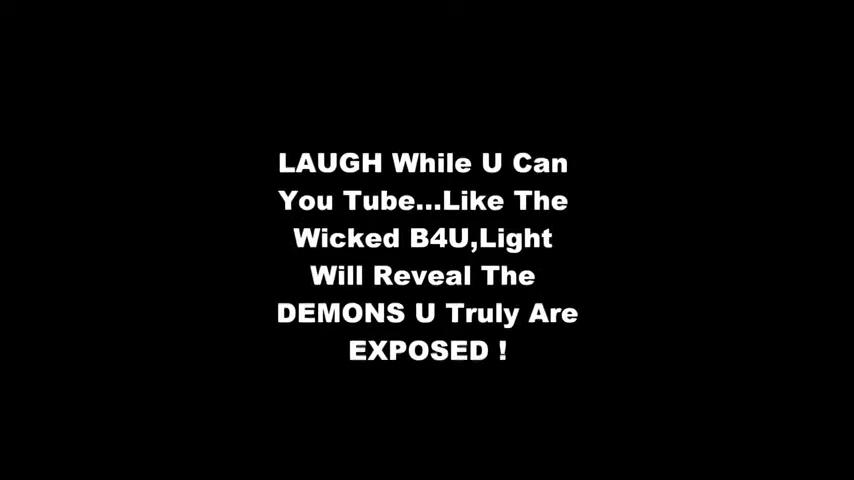 LAUGH While U Can
You Tube...Like The
Wicked B4U,Light
Will Reveal The
DEMONS U Truly Are
EXPOSED !